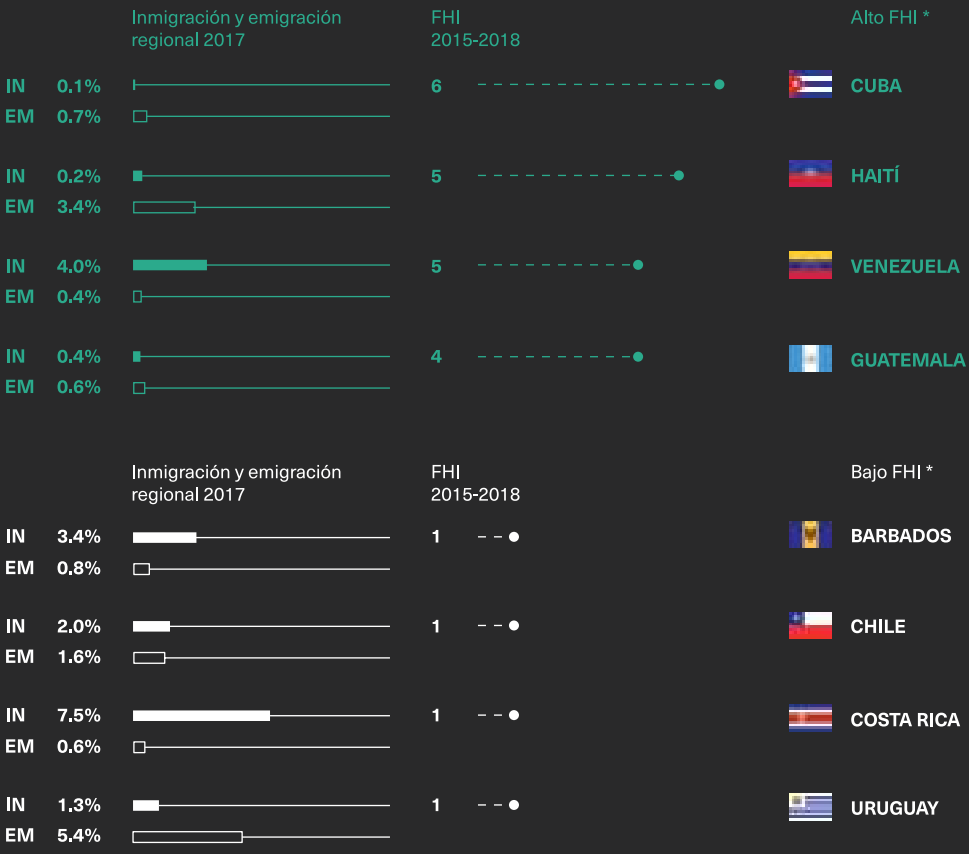 Inmigración y emigración
regional 2017
FHI
2015-2018
Alto FHI *
IN 0.1% 6 CUBA
EM 0.7%
IN 0.2% 5 HAITÍ
EM 3.4%
IN 4.0% 5 VENEZUELA
EM 0.4%
IN 0.4% 4 GUATEMALA
EM 0.6%
Inmigración y emigración
regional 2017
FHI
2015-2018
Bajo FHI *
IN 3.4% 1 BARBADOS
EM 0.8%
IN 2.0% 1 CHILE
EM 1.6%
IN 7.5% 1 COSTA RICA
EM 0.6%
IN 1.3% 1 URUGUAY
EM 5.4%